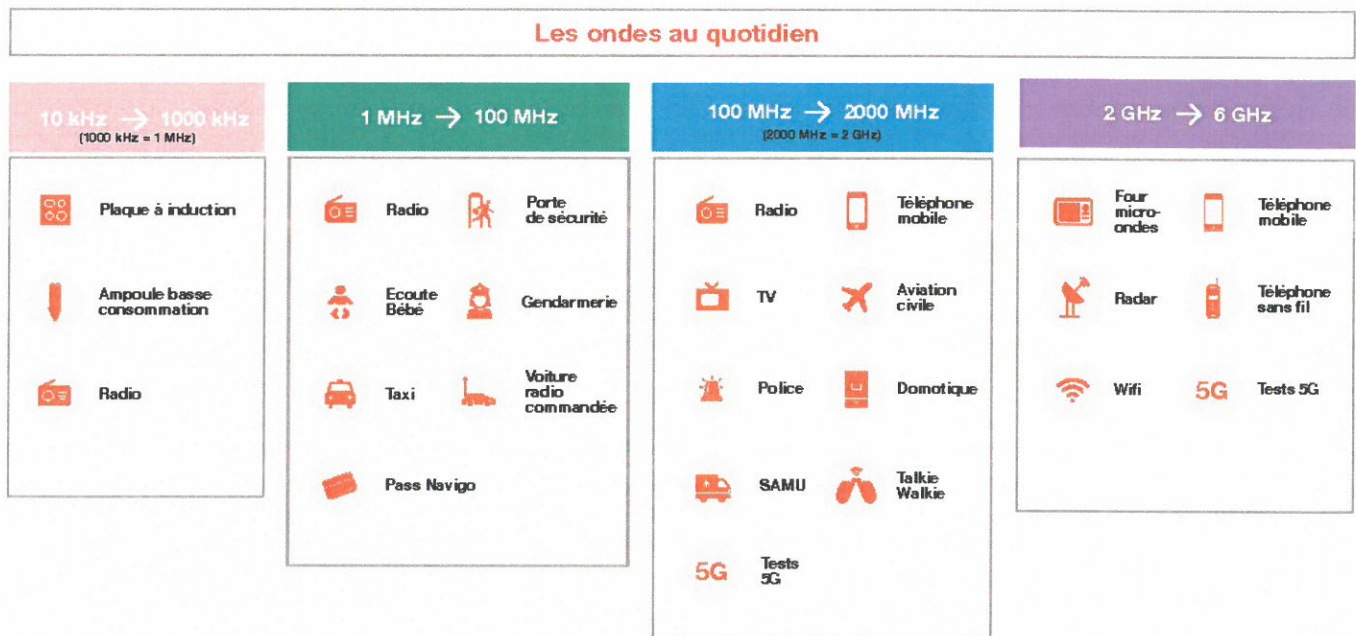 Les ondes au quotidien
10 kHz → 1000 kHz
(1000 kHz = 1 MHz)
Plaque à induction
Ampoule basse
consommation
Radio
1 MHz → 100 MHz
Radio
Porte
de sécurité
Ecoute
Bébé
Gendarmerie
Taxi
Voiture
radio
commandée
Pass Navigo
100 MHz → 2000 MHz
(2000 MHz = 2 GHz)
Radio
Téléphone
mobile
TV
Aviation
civile
Police
Domotique
SAMU
Talkie
Walkie
5G
Tests
5G
2 GHz → 6 GHz
Four
micro-
ondes
Téléphone
mobile
Radar
Téléphone
sans fil
Wifi
5G
Tests 5G